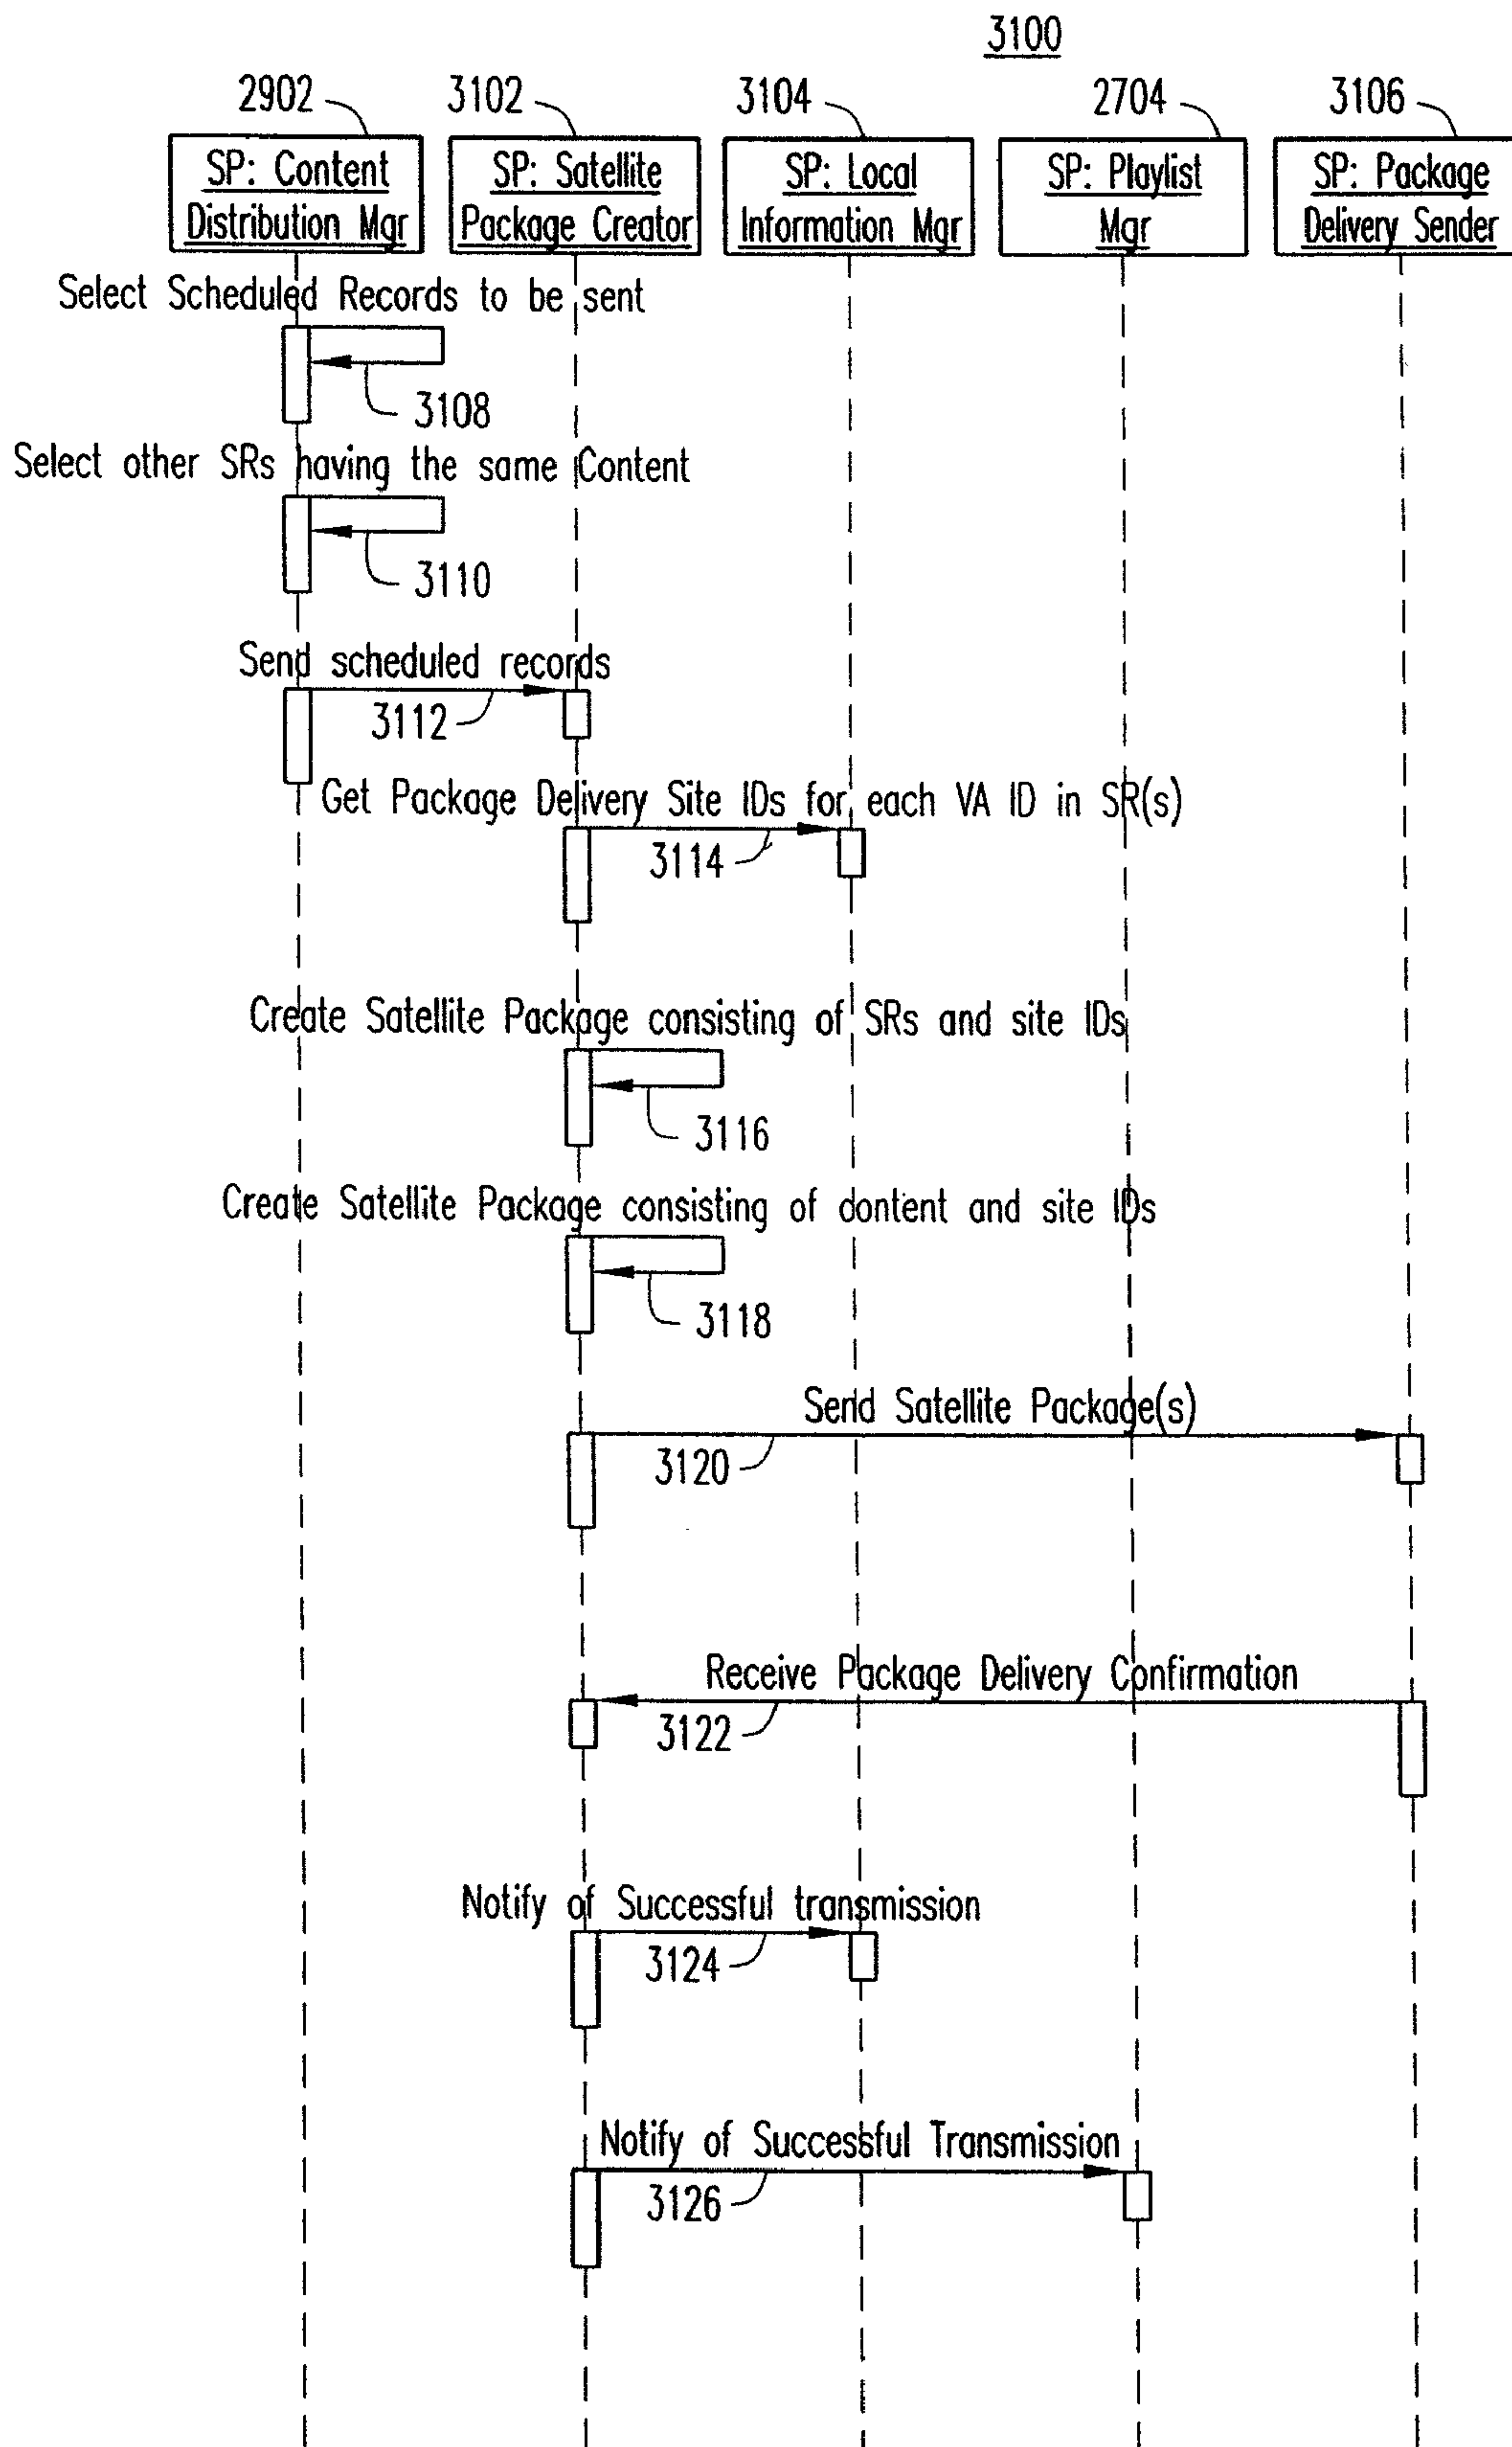 3100
2902
3102
3104
2704
3106
SP: Content
Distribution Mgr
SP: Satellite
Package Creator
SP: Local
Information Mgr
SP: Playlist
Mgr
SP: Package
Delivery Sender
Select Scheduled Records to be sent
3108
Select other SRs having the same Content
3110
Send scheduled records
3112
Get Package Delivery Site IDs for each VA ID in SR(s)
3114
Create Satellite Package consisting of SRs and site IDs
3116
Create Satellite Package consisting of content and site IDs
3118
Send Satellite Package(s)
3120
Receive Package Delivery Confirmation
3122
Notify of Successful transmission
3124
Notify of Successful Transmission
3126